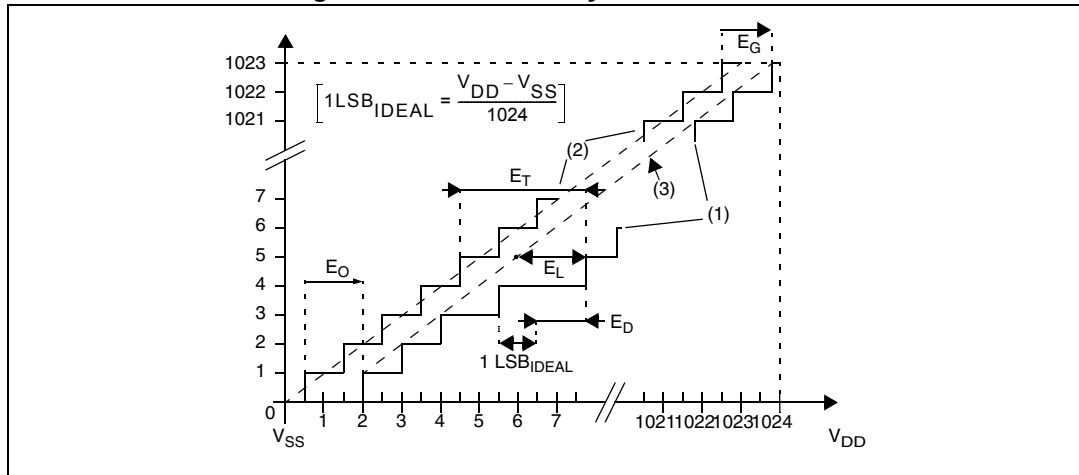 E_G
1023
1022
1021
[1LSB_IDEAL = (V_DD – V_SS) / 1024]
(2)
(3)
(1)
E_T
7
6
5
4
3
2
1
0
E_O
E_L
E_D
1 LSB_IDEAL
1 2 3 4 5 6 7 1021 1022 1023 1024
V_SS
V_DD